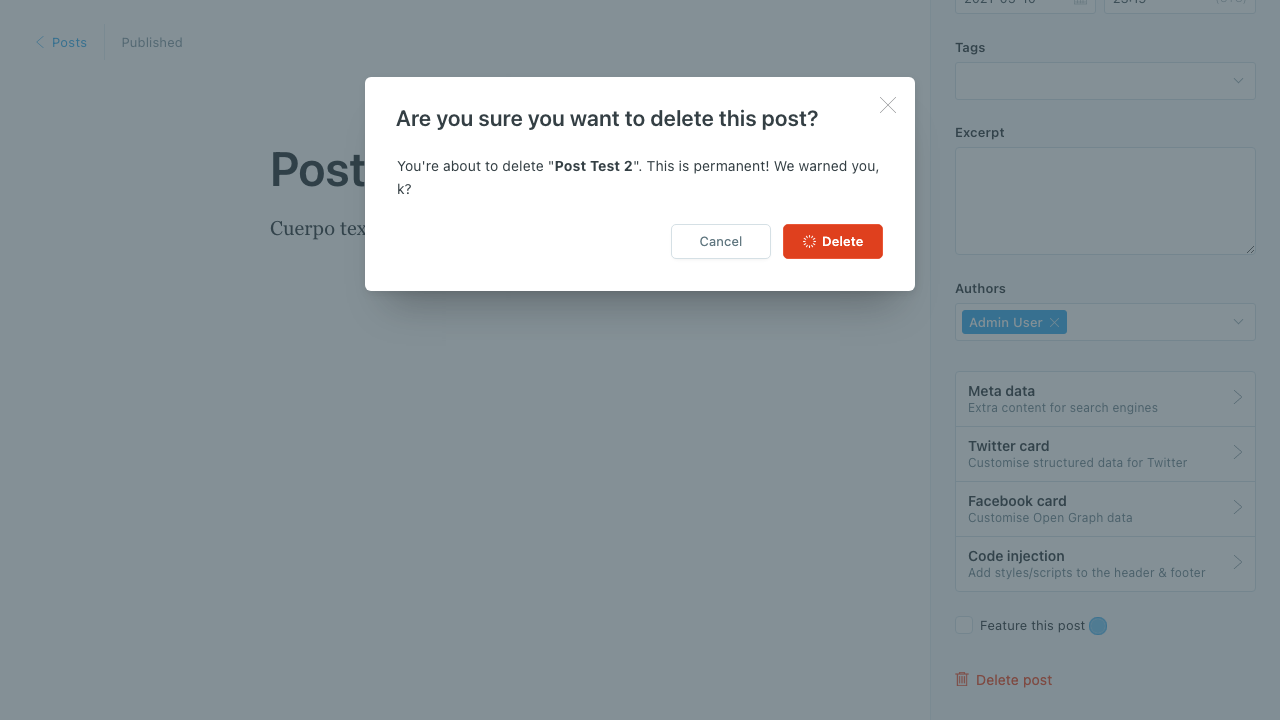 Posts
Published
Are you sure you want to delete this post?
You're about to delete "Post Test 2". This is permanent! We warned you,
k?
Cancel
Delete
Post
Cuerpo tex
Tags
Excerpt
Authors
Admin User
Meta data
Extra content for search engines
Twitter card
Customise structured data for Twitter
Facebook card
Customise Open Graph data
Code injection
Add styles/scripts to the header & footer
Feature this post
Delete post